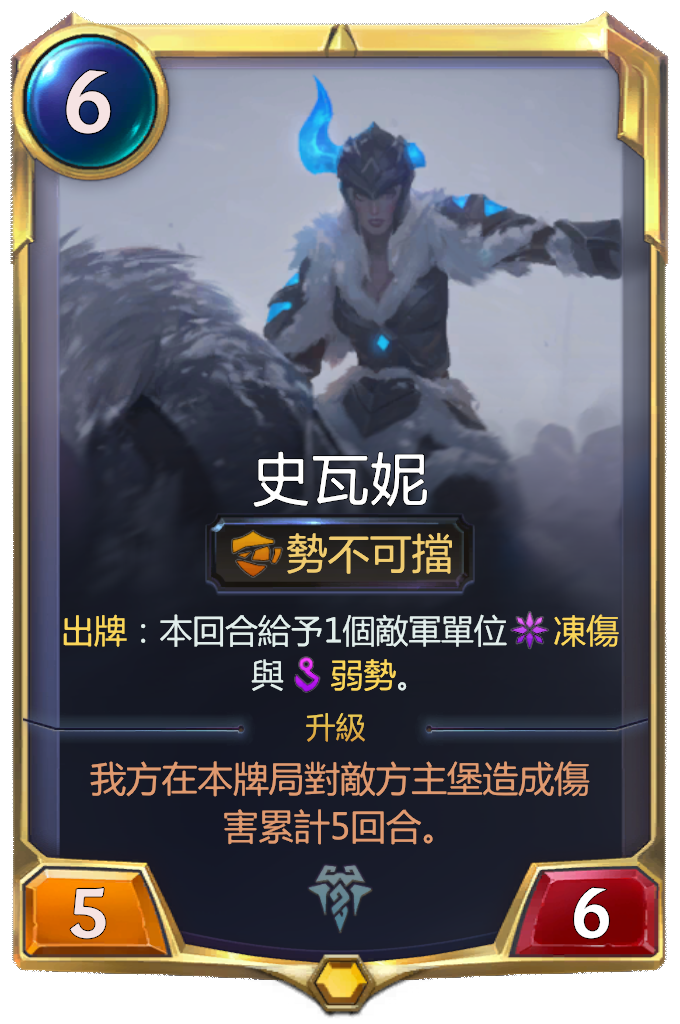 6
史瓦妮
勢不可擋
出牌：本回合給予1個敵軍單位凍傷
與弱勢。
升級
我方在本牌局對敵方主堡造成傷
害累計5回合。
5
6